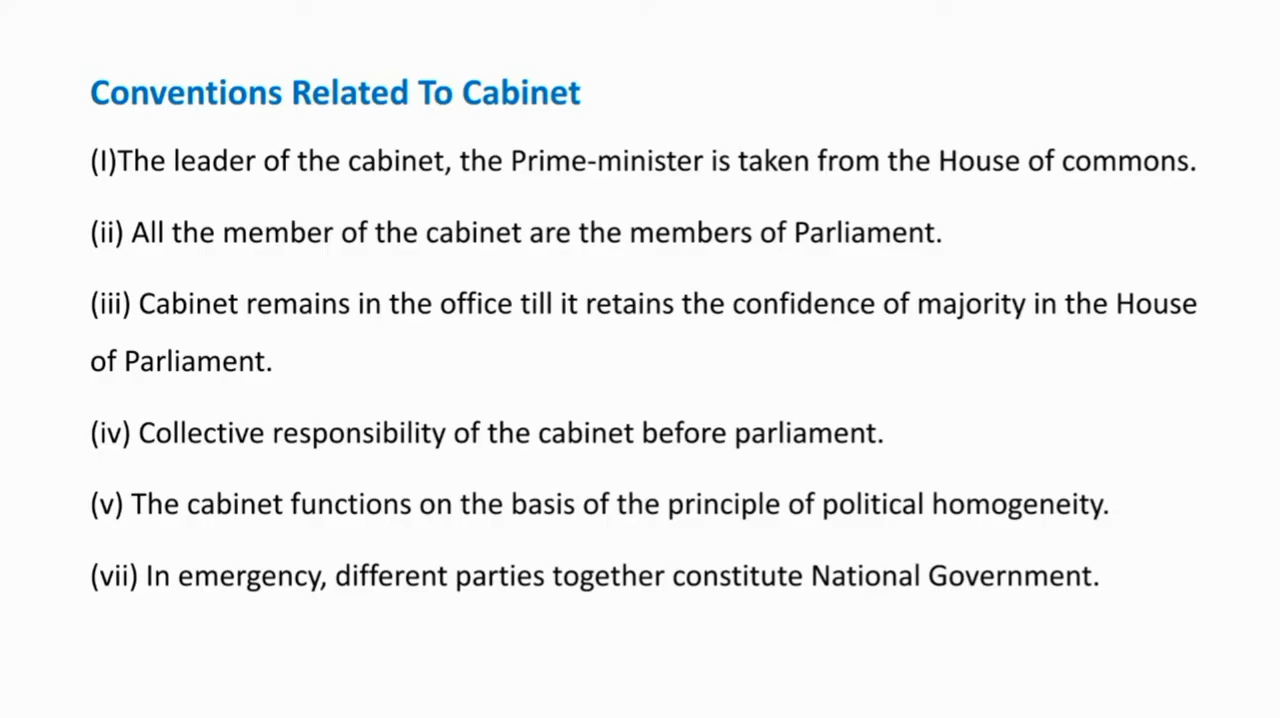 Conventions Related To Cabinet
(I)The leader of the cabinet, the Prime-minister is taken from the House of commons.
(ii) All the member of the cabinet are the members of Parliament.
(iii) Cabinet remains in the office till it retains the confidence of majority in the House
of Parliament.
(iv) Collective responsibility of the cabinet before parliament.
(v) The cabinet functions on the basis of the principle of political homogeneity.
(vii) In emergency, different parties together constitute National Government.